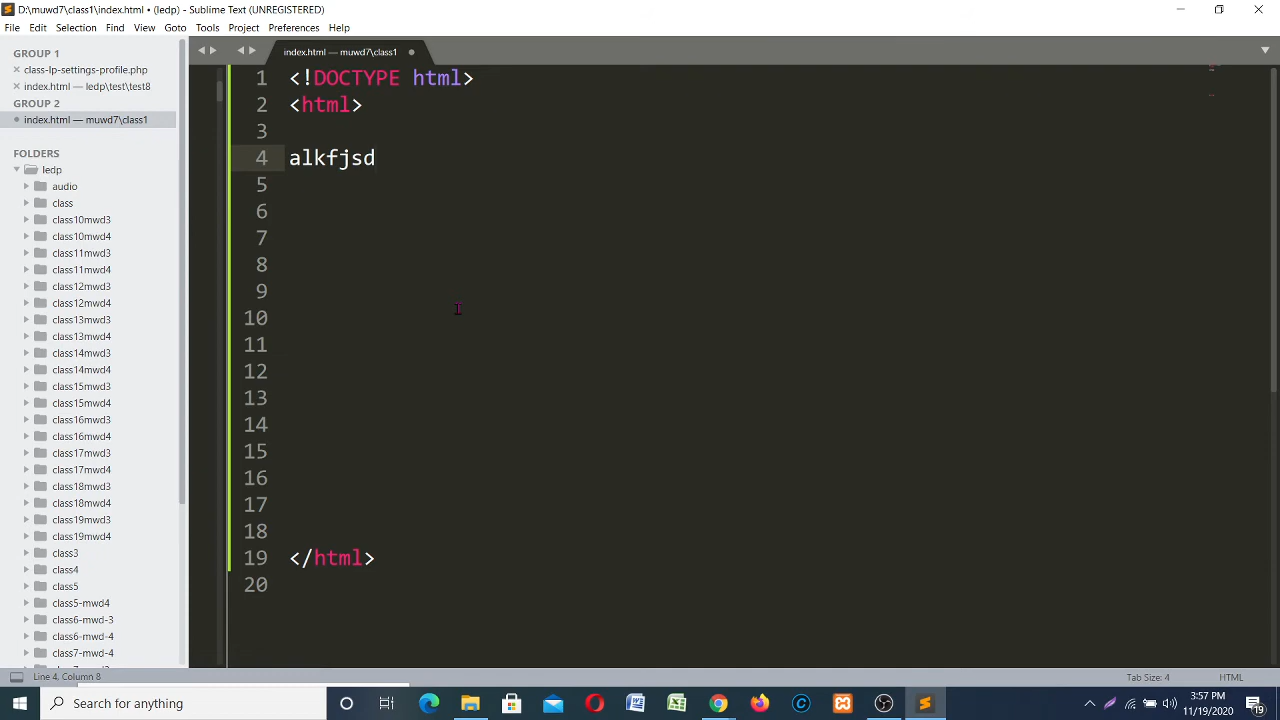 D:\muwd7\class1\index.html • (ledp) - Sublime Text (UNREGISTERED)
File Edit Selection Find View Goto Tools Project Preferences Help
GROUP 1
class-lp-settings-profile.php
index.html — ledp\test\test8
GROUP 2
index.html — muwd7\class1
FOLDERS
ledp
audio
class
class10mwd3
class10mwd4
class11mwd3
class11mwd4
class12mwd3
class12mwd4
class13mwd3
class13mwd4
class14mwd3
class14mwd4
class15mwd3
class15mwd4
class16mwd3
class16mwd4
class17mwd3
class17mwd4
class18mwd3
class18mwd4
class19mwd3
class19mwd4
class3
class4
class5
class5-mwd4
class6-mwd-3
class6-mwd-4
class7-mwd-4
index.html — muwd7\class1
1 <!DOCTYPE html>
2 <html>
3
4 alkfjsd
5
6
7
8
9
10
11
12
13
14
15
16
17
18
19 </html>
20
Line 4, Column 8 Tab Size: 4 HTML
Type here to search
3:57 PM
11/19/2020
19